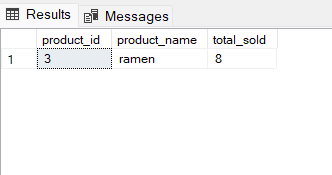 Results Messages
product_id product_name total_sold
1 3 ramen 8